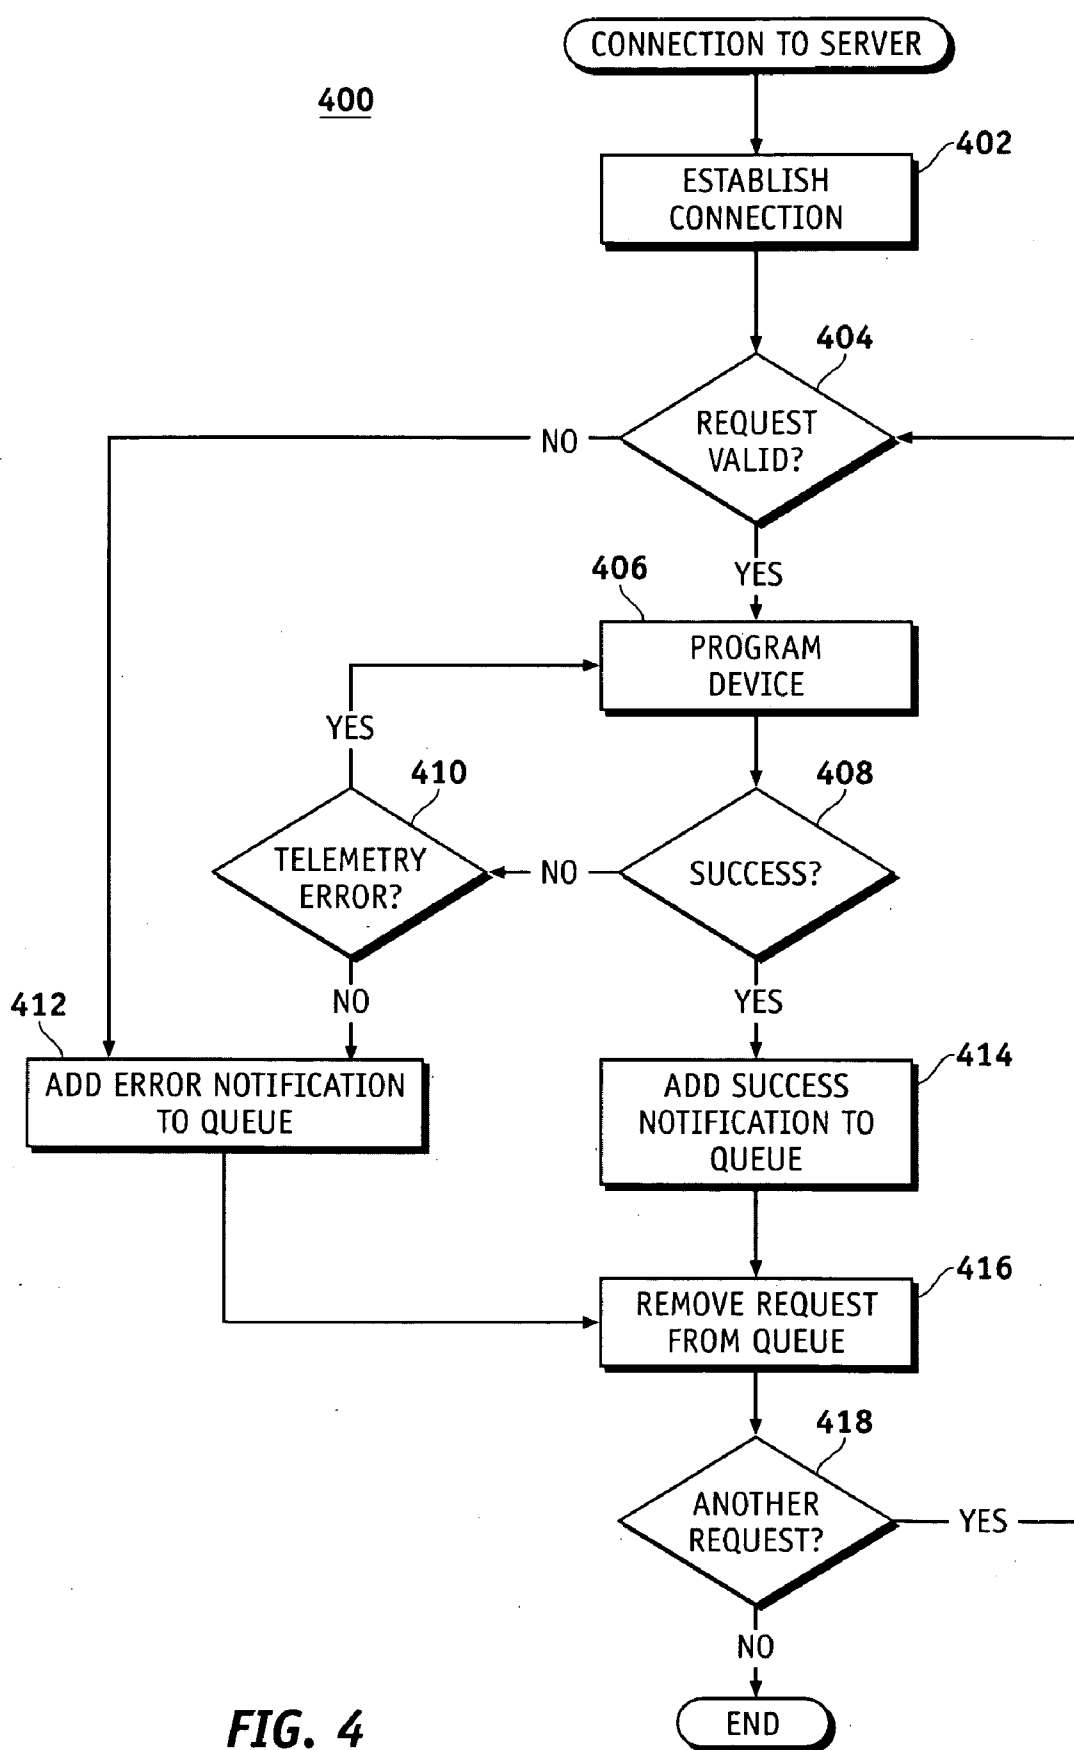 CONNECTION TO SERVER
400
402
ESTABLISH
CONNECTION
404
REQUEST
VALID?
NO
YES
406
PROGRAM
DEVICE
YES
410
408
TELEMETRY
ERROR?
NO
SUCCESS?
NO
YES
412
ADD ERROR NOTIFICATION
TO QUEUE
414
ADD SUCCESS
NOTIFICATION TO
QUEUE
416
REMOVE REQUEST
FROM QUEUE
418
ANOTHER
REQUEST?
YES
NO
END
FIG. 4